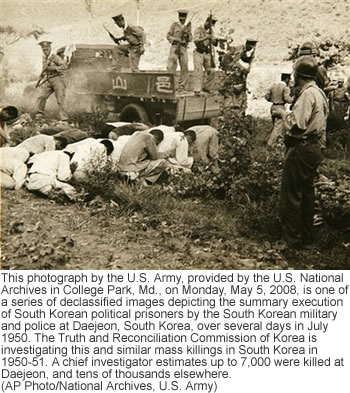 This photograph by the U.S. Army, provided by the U.S. National
Archives in College Park, Md., on Monday, May 5, 2008, is one of
a series of declassified images depicting the summary execution
of South Korean political prisoners by the South Korean military
and police at Daejeon, South Korea, over several days in July
1950. The Truth and Reconciliation Commission of Korea is
investigating this and similar mass killings in South Korea in
1950-51. A chief investigator estimates up to 7,000 were killed at
Daejeon, and tens of thousands elsewhere.
(AP Photo/National Archives, U.S. Army)